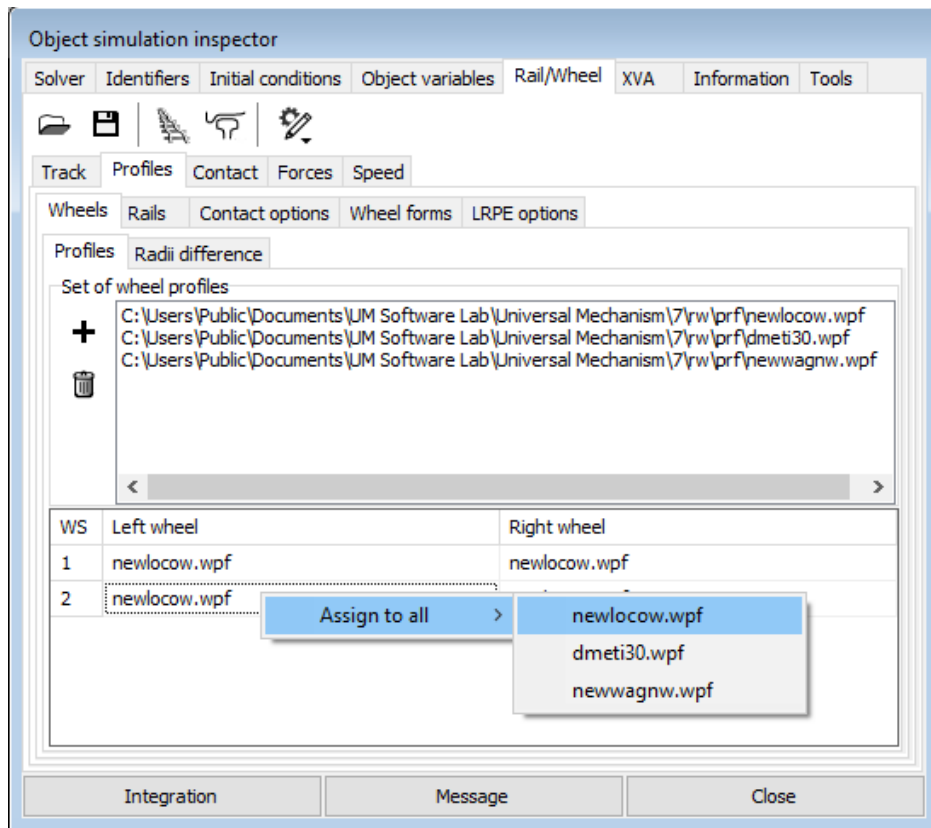 Object simulation inspector
Solver Identifiers Initial conditions Object variables Rail/Wheel XVA Information Tools
Track Profiles Contact Forces Speed
Wheels Rails Contact options Wheel forms LRPE options
Profiles Radii difference
Set of wheel profiles
C:\Users\Public\Documents\UM Software Lab\Universal Mechanism\7\rw\prf\newlocow.wpf
C:\Users\Public\Documents\UM Software Lab\Universal Mechanism\7\rw\prf\dmeti30.wpf
C:\Users\Public\Documents\UM Software Lab\Universal Mechanism\7\rw\prf\newwagnw.wpf
WS Left wheel Right wheel
1 newlocow.wpf newlocow.wpf
2 newlocow.wpf
Assign to all newlocow.wpf
dmeti30.wpf
newwagnw.wpf
Integration Message Close